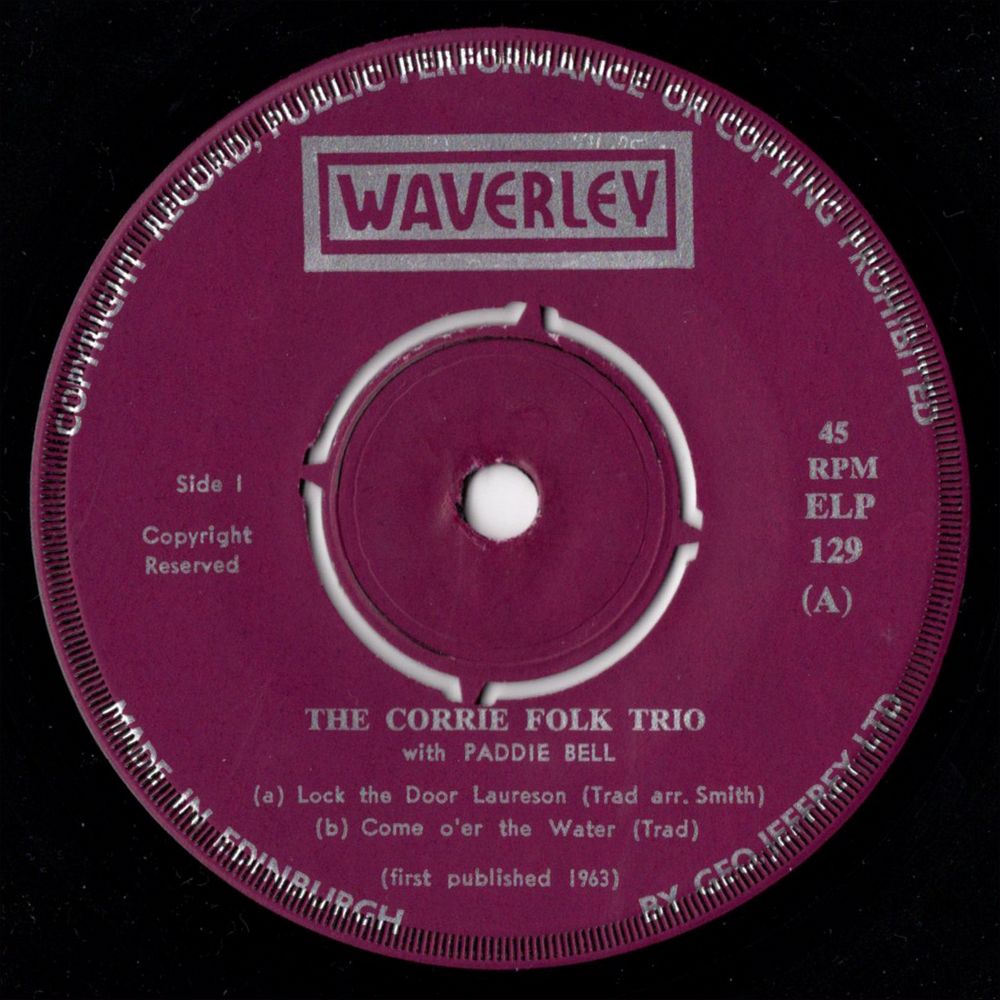 COPYRIGHT RECORD, PUBLIC PERFORMANCE OR COPYING PROHIBITED
WAVERLEY
45
RPM
ELP
129
(A)
Side 1
Copyright
Reserved
THE CORRIE FOLK TRIO
with PADDIE BELL
(a) Lock the Door Laureson (Trad arr. Smith)
(b) Come o'er the Water (Trad)
(first published 1963)
MADE IN EDINBURGH
BY GEO. JEFFREY LTD